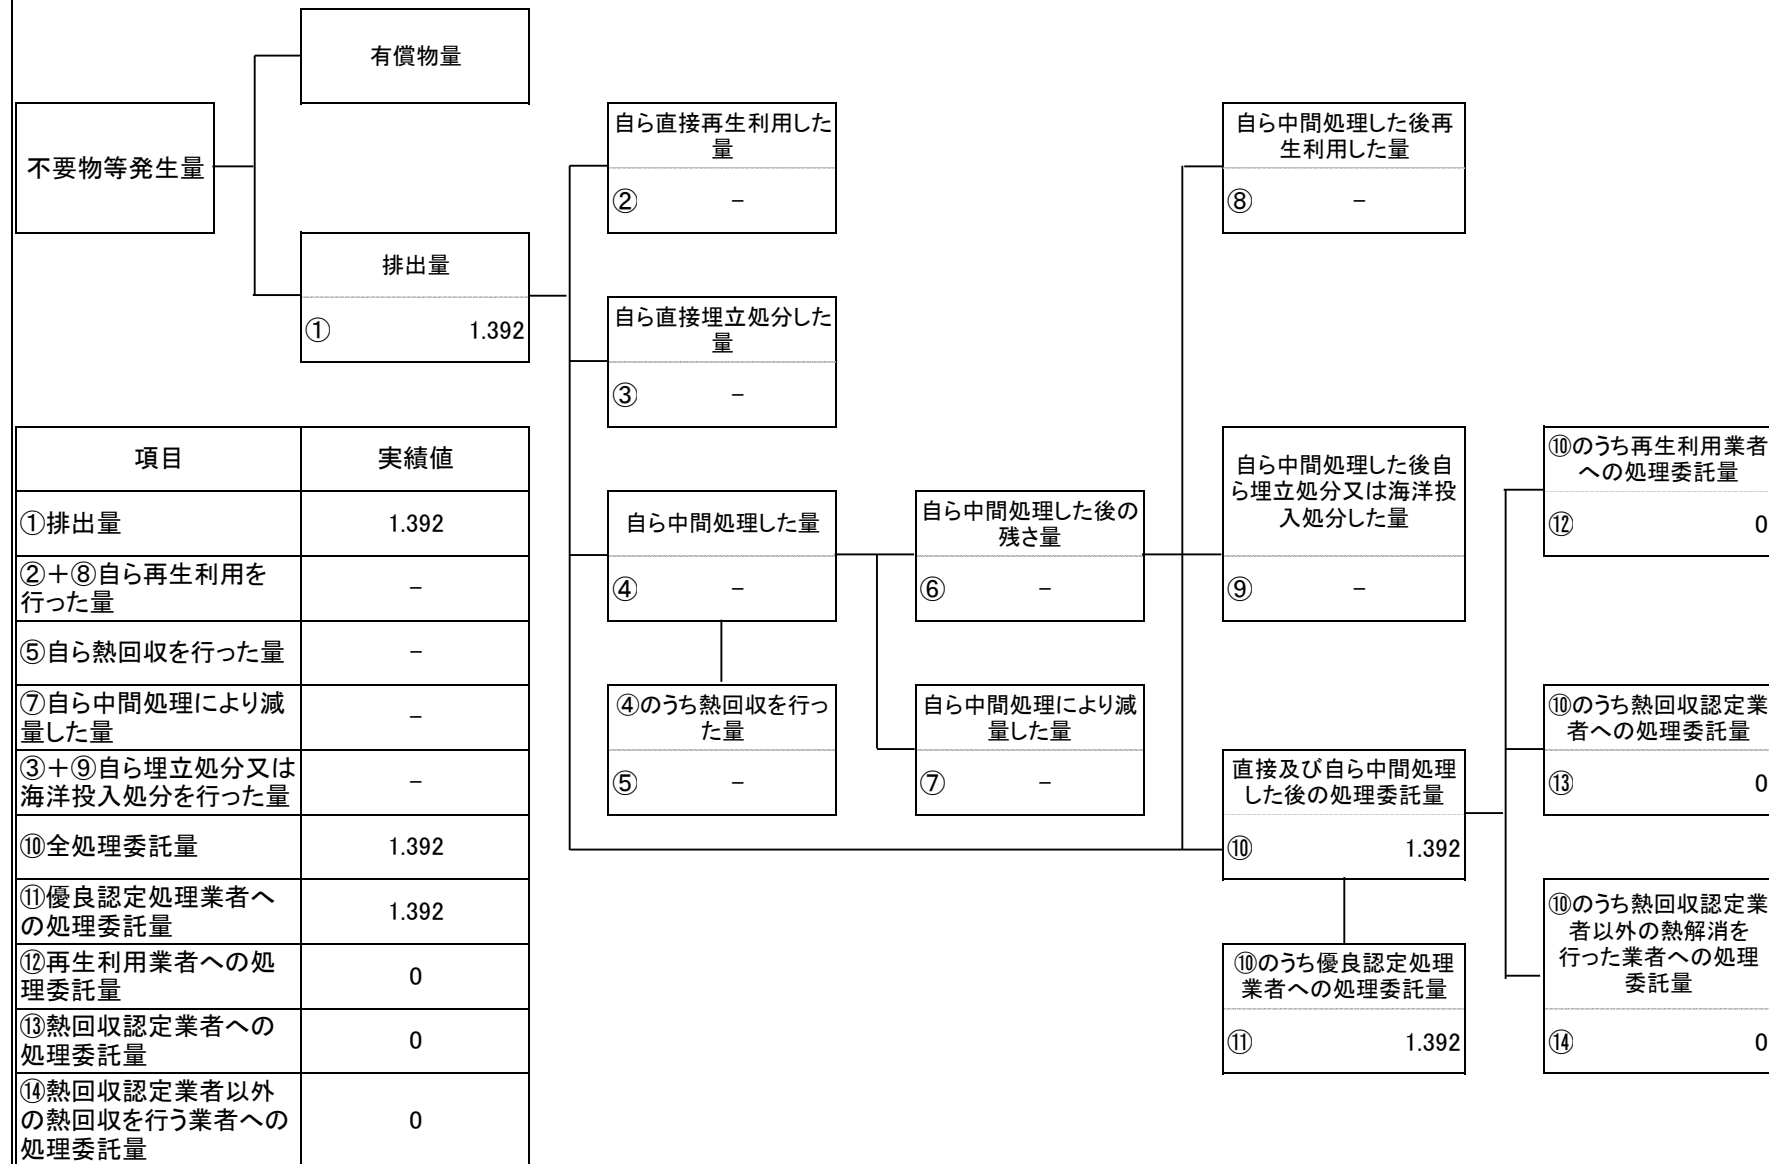 有償物量
不要物等発生量
排出量
① 1.392
自ら直接再生利用した
量
② －
自ら直接埋立処分した
量
③ －
自ら中間処理した量
④ －
④のうち熱回収を行っ
た量
⑤ －
自ら中間処理した後の
残さ量
⑥ －
自ら中間処理により減
量した量
⑦ －
自ら中間処理した後再
生利用した量
⑧ －
自ら中間処理した後自
ら埋立処分又は海洋投
入処分した量
⑨ －
直接及び自ら中間処理
した後の処理委託量
⑩ 1.392
⑩のうち優良認定処理
業者への処理委託量
⑪ 1.392
⑩のうち再生利用業者
への処理委託量
⑫ 0
⑩のうち熱回収認定業
者への処理委託量
⑬ 0
⑩のうち熱回収認定業
者以外の熱解消を
行った業者への処理
委託量
⑭ 0
項目 実績値
①排出量 1.392
②＋⑧自ら再生利用を
行った量 －
⑤自ら熱回収を行った量 －
⑦自ら中間処理により減
量した量 －
③＋⑨自ら埋立処分又は
海洋投入処分を行った量 －
⑩全処理委託量 1.392
⑪優良認定処理業者へ
の処理委託量 1.392
⑫再生利用業者への処
理委託量 0
⑬熱回収認定業者への
処理委託量 0
⑭熱回収認定業者以外
の熱回収を行う業者への
処理委託量 0